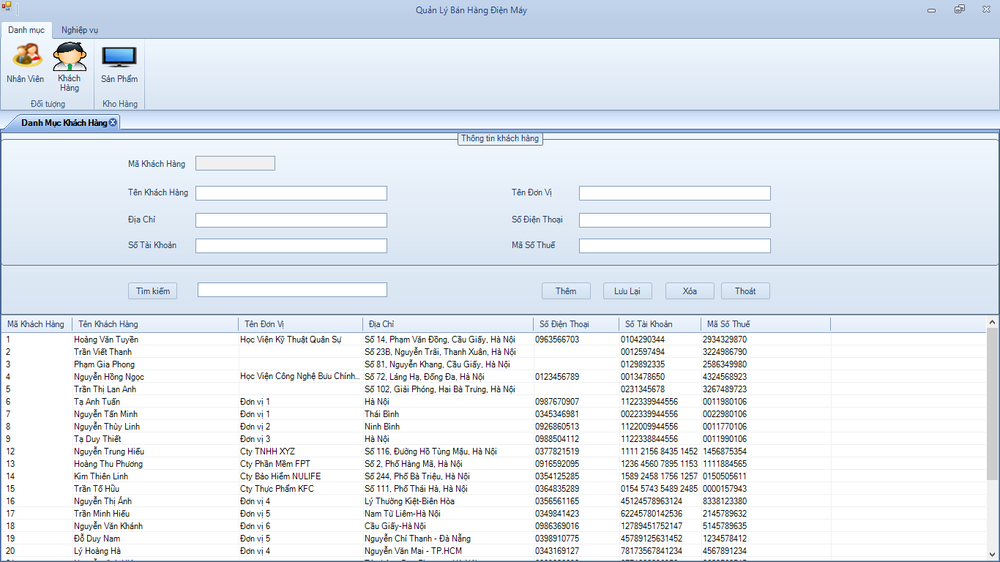 Quản Lý Bán Hàng Điện Máy
Danh mục Nghiệp vụ
Nhân Viên Khách Hàng Sản Phẩm
Đối tượng Kho Hàng
Danh Mục Khách Hàng
Thông tin khách hàng
Mã Khách Hàng
Tên Khách Hàng Tên Đơn Vị
Địa Chỉ Số Điện Thoại
Số Tài Khoản Mã Số Thuế
Tìm kiếm Thêm Lưu Lại Xóa Thoát
Mã Khách Hàng Tên Khách Hàng Tên Đơn Vị Địa Chỉ Số Điện Thoại Số Tài Khoản Mã Số Thuế
1 Hoàng Văn Tuyền Học Viện Kỹ Thuật Quân Sự Số 14, Phạm Văn Đồng, Cầu Giấy, Hà Nội 0963566703 0104290344 2934329870
2 Trần Viết Thanh Số 23B, Nguyễn Trãi, Thanh Xuân, Hà Nội 0012597494 3224986790
3 Phạm Gia Phong Số 81, Nguyễn Khang, Cầu Giấy, Hà Nội 0129892335 2586349980
4 Nguyễn Hồng Ngọc Học Viện Công Nghệ Bưu Chính... Số 72, Láng Hạ, Đống Đa, Hà Nội 0123456789 0013478650 4324568923
5 Trần Thị Lan Anh Số 102, Giải Phóng, Hai Bà Trưng, Hà Nội 0231345678 3267489723
6 Tạ Anh Tuấn Đơn vị 1 Hà Nội 0987670907 1122339944556 0011980106
7 Nguyễn Tấn Minh Đơn vị 1 Thái Bình 0345346981 0022339944556 0022980106
8 Nguyễn Thùy Linh Đơn vị 2 Ninh Bình 0926860513 1122009944556 0011770106
9 Tạ Duy Thiết Đơn vị 3 Hà Nội 0988504112 1122338844556 0011990106
12 Nguyễn Trung Hiếu Cty TNHH XYZ Số 116, Đường Hồ Tùng Mậu, Hà Nội 0377821519 1111 2156 8435 1452 1456875354
13 Hoàng Thu Phương Cty Phần Mềm FPT Số 2, Phố Hàng Mã, Hà Nội 0916592095 1236 4560 7895 1153 1111884565
14 Kim Thiên Linh Cty Bảo Hiểm NULIFE Số 244, Phố Bà Triệu, Hà Nội 0354125285 1589 2458 1756 1257 0150505611
15 Trần Tố Hữu Cty Thực Phẩm KFC Số 111, Phố Thái Hà, Hà Nội 0364835289 0154 5743 5489 2485 0000157943
16 Nguyễn Thị Ánh Đơn vị 4 Lý Thường Kiệt-Biên Hòa 0356561165 45124578963124 8338123380
17 Trần Minh Hiếu Đơn vị 5 Nam Từ Liêm-Hà Nội 0349841423 62245780142536 2145789632
18 Nguyễn Văn Khánh Đơn vị 6 Cầu Giấy-Hà Nội 0986369016 12789451752147 5145789635
19 Đỗ Duy Nam Đơn vị 5 Nguyễn Chí Thanh - Đà Nẵng 0398910775 45789125631452 1234578412
20 Lý Hoàng Hà Đơn vị 4 Nguyễn Văn Mai - TP.HCM 0343169127 78173567841234 4567891234